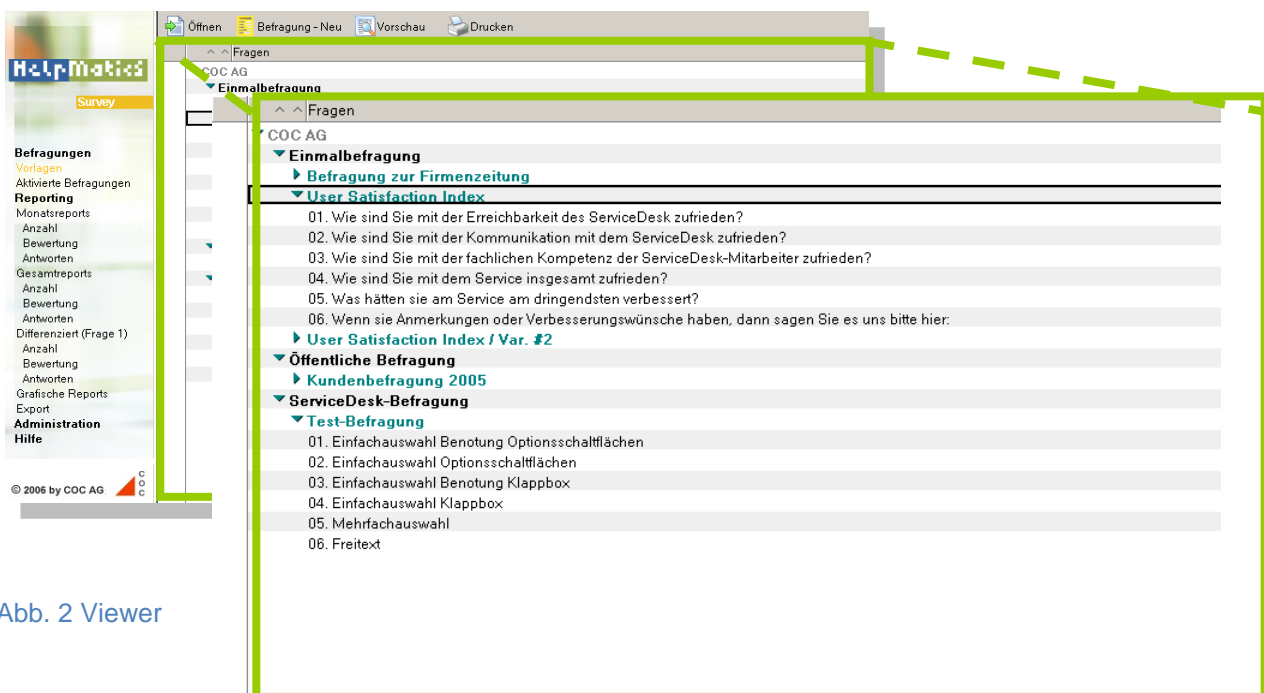 Öffnen Befragung - Neu Vorschau Drucken
^ ^ Fragen
COC AG
Einmalbefragung
HelpMatics
Survey
Befragungen
Vorlagen
Aktivierte Befragungen
Reporting
Monatsreports
Anzahl
Bewertung
Antworten
Gesamtreports
Anzahl
Bewertung
Antworten
Differenziert (Frage 1)
Anzahl
Bewertung
Antworten
Grafische Reports
Export
Administration
Hilfe
© 2006 by COC AG
C
O
C
^ ^ Fragen
COC AG
Einmalbefragung
Befragung zur Firmenzeitung
User Satisfaction Index
01. Wie sind Sie mit der Erreichbarkeit des ServiceDesk zufrieden?
02. Wie sind Sie mit der Kommunikation mit dem ServiceDesk zufrieden?
03. Wie sind Sie mit der fachlichen Kompetenz der ServiceDesk-Mitarbeiter zufrieden?
04. Wie sind Sie mit dem Service insgesamt zufrieden?
05. Was hätten sie am Service am dringendsten verbessert?
06. Wenn sie Anmerkungen oder Verbesserungswünsche haben, dann sagen Sie es uns bitte hier:
User Satisfaction Index / Var. #2
Öffentliche Befragung
Kundenbefragung 2005
ServiceDesk-Befragung
Test-Befragung
01. Einfachauswahl Benotung Optionsschaltflächen
02. Einfachauswahl Optionsschaltflächen
03. Einfachauswahl Benotung Klappbox
04. Einfachauswahl Klappbox
05. Mehrfachauswahl
06. Freitext
Abb. 2 Viewer